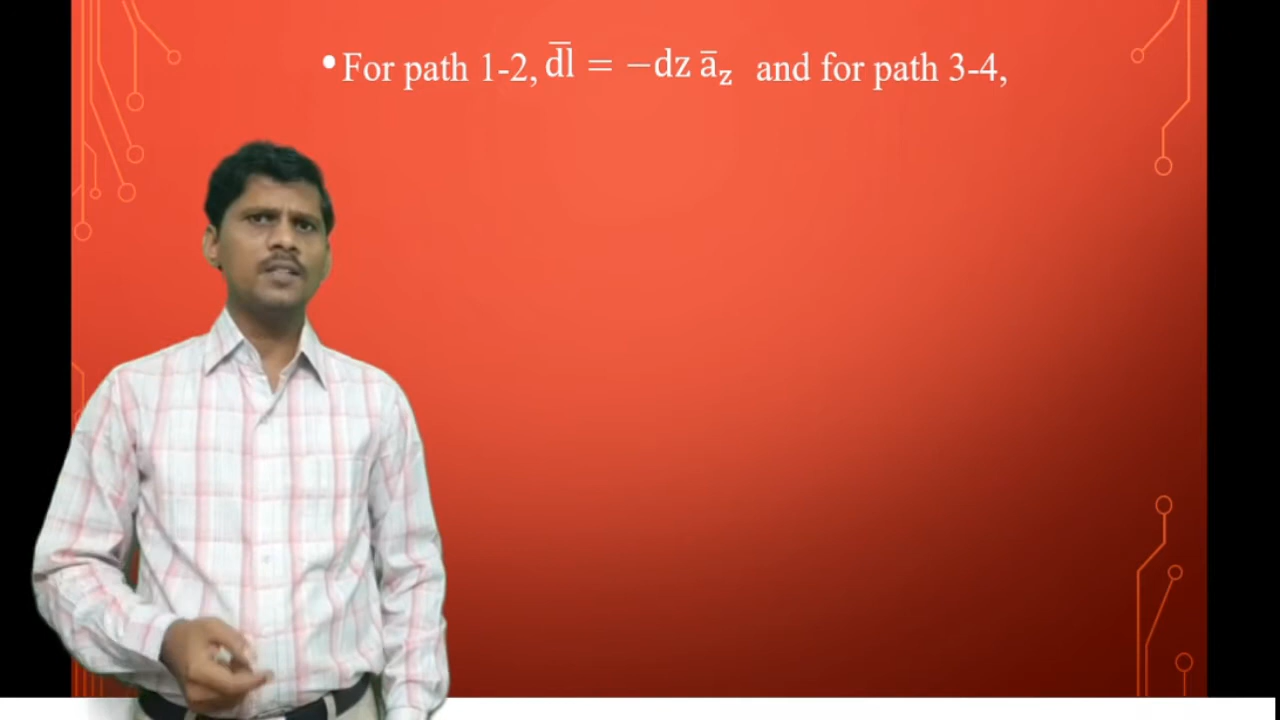 • For path 1-2, d̅l̅ = −dz āz and for path 3-4,